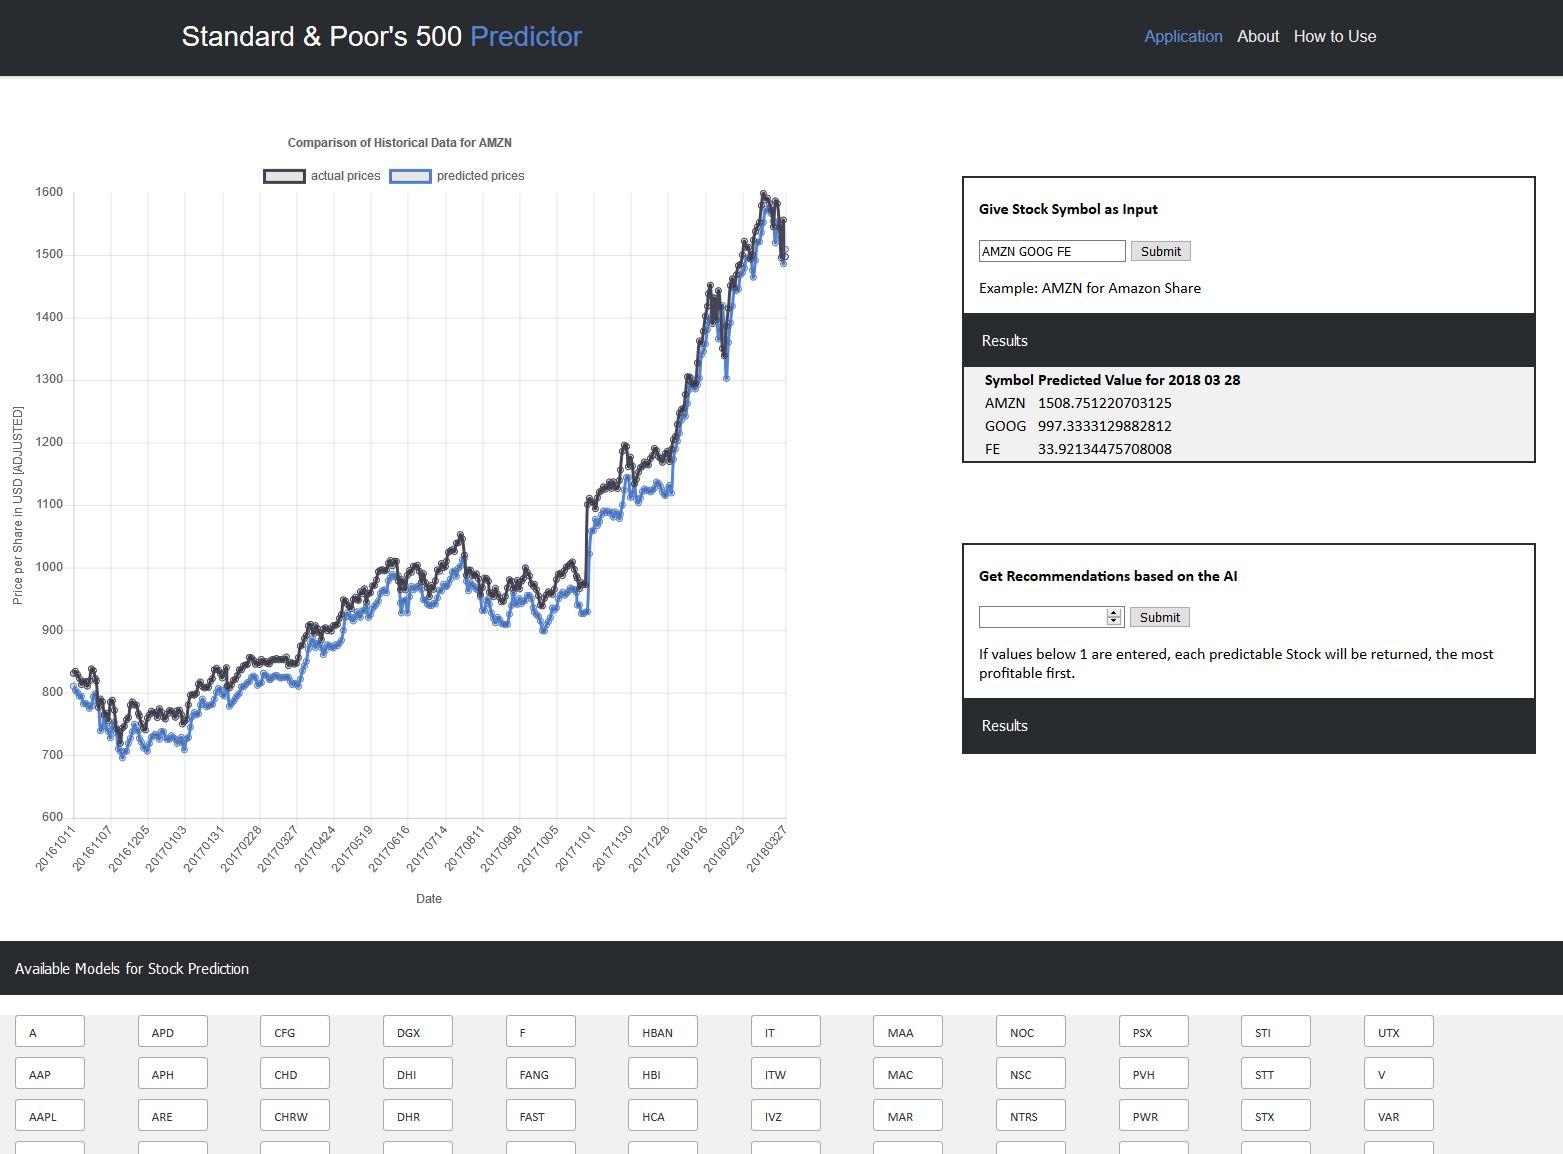 Standard & Poor's 500 Predictor
Application About How to Use
Comparison of Historical Data for AMZN
actual prices predicted prices
Price per Share in USD [ADJUSTED]
1600
1500
1400
1300
1200
1100
1000
900
800
700
600
20161011 20161107 20161205 20170103 20170131 20170228 20170327 20170424 20170519 20170616 20170714 20170811 20170908 20171005 20171101 20171130 20171228 20180126 20180223 20180327
Date
Give Stock Symbol as Input
AMZN GOOG FE Submit
Example: AMZN for Amazon Share
Results
Symbol Predicted Value for 2018 03 28
AMZN 1508.751220703125
GOOG 997.3333129882812
FE 33.92134475708008
Get Recommendations based on the AI
Submit
If values below 1 are entered, each predictable Stock will be returned, the most
profitable first.
Results
Available Models for Stock Prediction
A APD CFG DGX F HBAN IT MAA NOC PSX STI UTX
AAP APH CHD DHI FANG HBI ITW MAC NSC PVH STT V
AAPL ARE CHRW DHR FAST HCA IVZ MAR NTRS PWR STX VAR